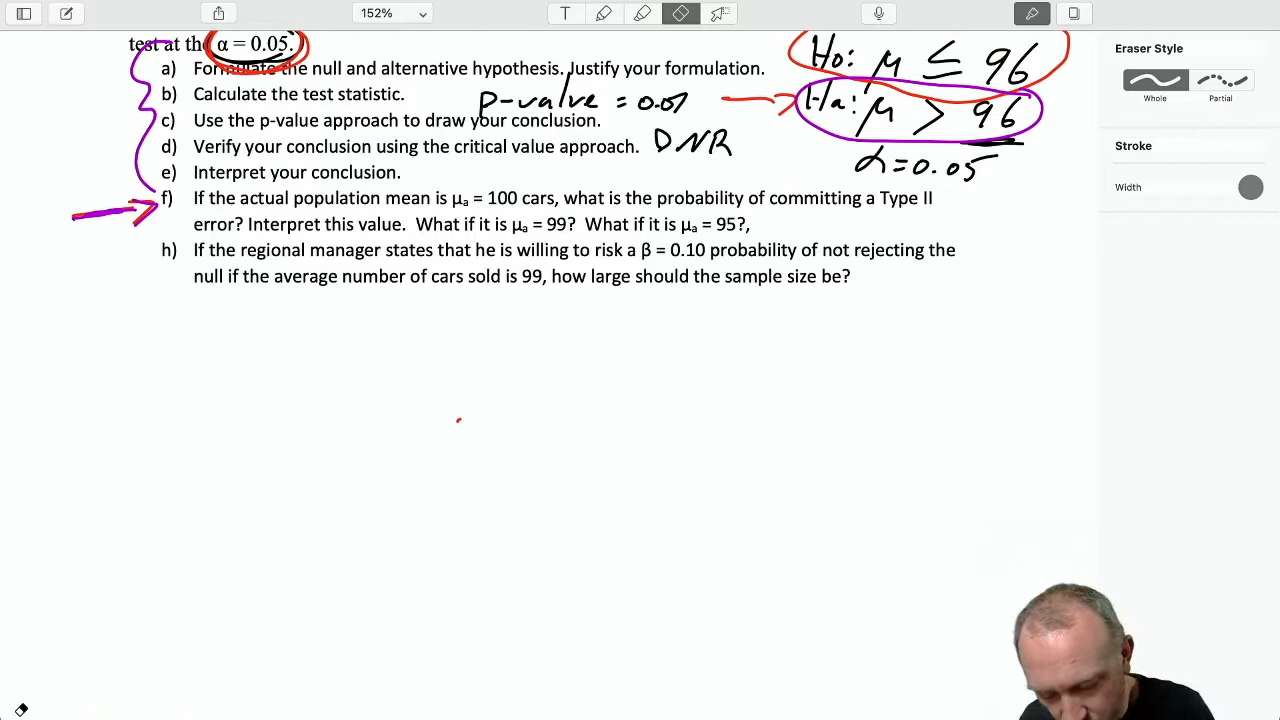 152%
T
Eraser Style
Whole
Partial
Stroke
Width
test at the α = 0.05.
a) Formulate the null and alternative hypothesis. Justify your formulation.
b) Calculate the test statistic.
c) Use the p-value approach to draw your conclusion.
d) Verify your conclusion using the critical value approach.
e) Interpret your conclusion.
f) If the actual population mean is μₐ = 100 cars, what is the probability of committing a Type II
error? Interpret this value. What if it is μₐ = 99? What if it is μₐ = 95?,
h) If the regional manager states that he is willing to risk a β = 0.10 probability of not rejecting the
null if the average number of cars sold is 99, how large should the sample size be?
p-value = 0.07
DNR
Ho: μ ≤ 96
Ha: μ > 96
α = 0.05